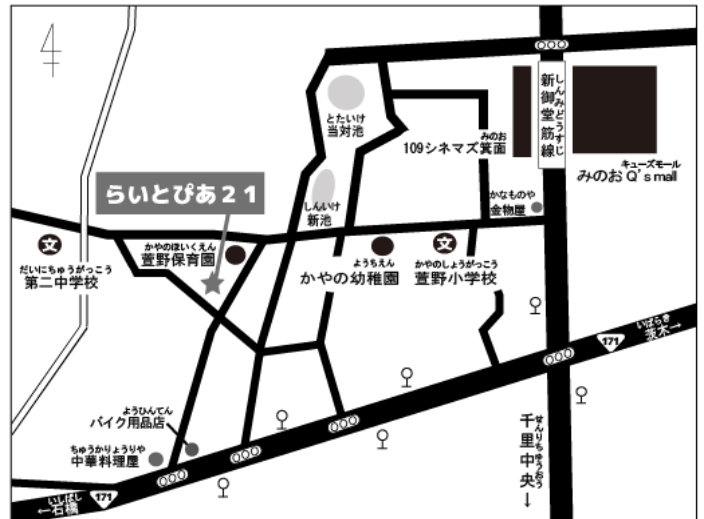 とたいけ
当対池
みのお
109シネマズ箕面
しんみどうすじ
新御堂筋線
キューズモール
みのお Q's mall
らいとぴあ21
しんいけ
新池
かなものや
金物屋
文
だいにちゅうがっこう
第二中学校
かやのほいくえん
萱野保育園
ようちえん
かやの幼稚園
文
かやのしょうがっこう
萱野小学校
いばらき
茨木→
171
ようひんてん
バイク用品店
ちゅうかりょうりや
中華料理屋
せんりちゅうおう
千里中央→
いしばし
←石橋
171